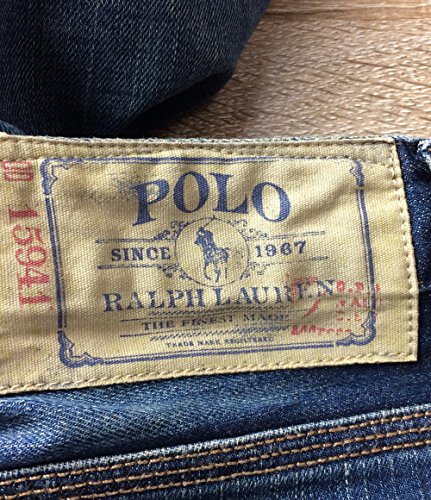 POLO
SINCE 1967
RALPH LAUREN
THE FINEST MADE
TRADE MARK REGISTERED
15941